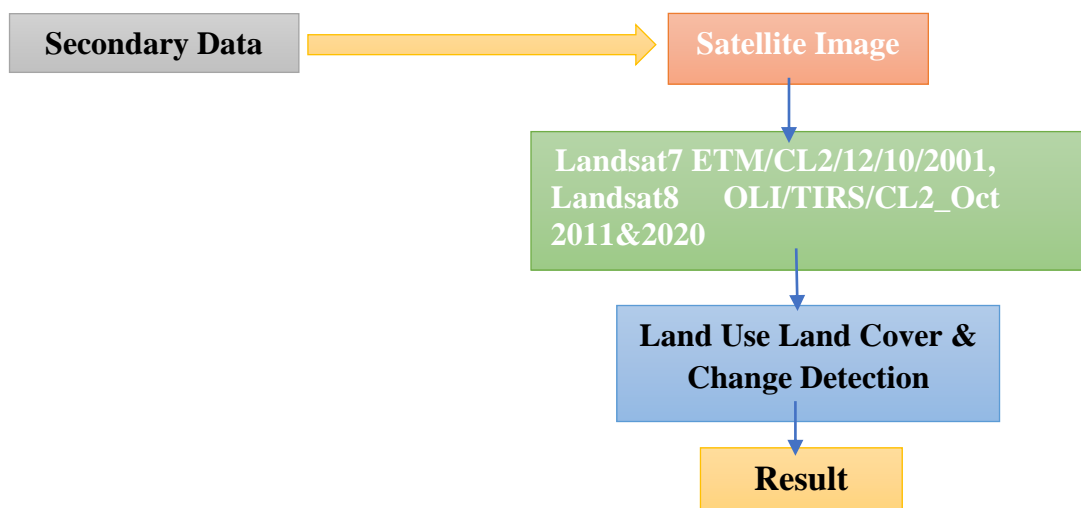 Secondary Data
Satellite Image
Landsat7 ETM/CL2/12/10/2001,
Landsat8 OLI/TIRS/CL2_Oct
2011&2020
Land Use Land Cover &
Change Detection
Result